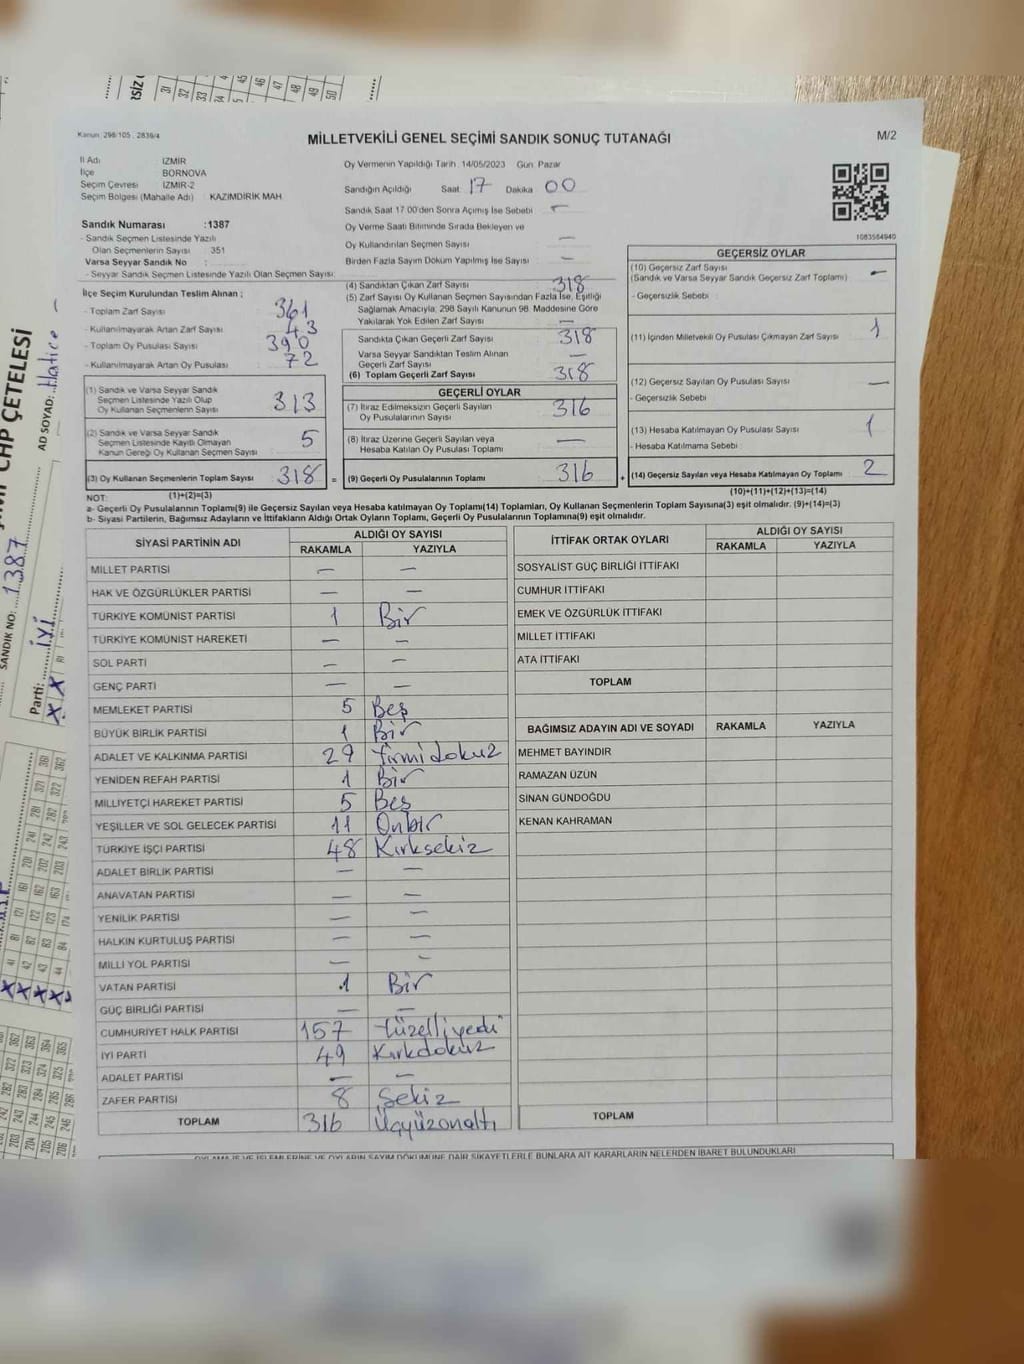 MİLLETVEKİLİ GENEL SEÇİMİ SANDIK SONUÇ TUTANAĞI
M/2
Kanun: 298/105, 2839/4
İl Adı İZMİR
İlçe BORNOVA
Seçim Çevresi İZMİR-2
Seçim Bölgesi (Mahalle Adı) : KAZIMDİRİK MAH.
Sandık Numarası :1387
- Sandık Seçmen Listesinde Yazılı
Olan Seçmenlerin Sayısı : 351
Varsa Seyyar Sandık No :
- Seyyar Sandık Seçmen Listesinde Yazılı Olan Seçmen Sayısı:
Oy Vermenin Yapıldığı Tarih : 14/05/2023 Gün: Pazar
Sandığın Açıldığı Saat: 17 Dakika 00
Sandık Saat 17.00'den Sonra Açılmış İse Sebebi : —
Oy Verme Saati Bitiminde Sırada Bekleyen ve
Oy Kullandırılan Seçmen Sayısı : —
Birden Fazla Sayım Döküm Yapılmış İse Sayısı : —
1083564940
İlçe Seçim Kurulundan Teslim Alınan ;
- Toplam Zarf Sayısı : 361
- Kullanılmayarak Artan Zarf Sayısı : 43
- Toplam Oy Pusulası Sayısı : 390
- Kullanılmayarak Artan Oy Pusulası : 72
(1) Sandık ve Varsa Seyyar Sandık
Seçmen Listesinde Yazılı Olup
Oy Kullanan Seçmenlerin Sayısı : 313
(2) Sandık ve Varsa Seyyar Sandık
Seçmen Listesinde Kayıtlı Olmayan
Kanun Gereği Oy Kullanan Seçmen Sayısı : 5
(3) Oy Kullanan Seçmenlerin Toplam Sayısı : 318 =
(1)+(2)=(3)
(4) Sandıktan Çıkan Zarf Sayısı : 318
(5) Zarf Sayısı Oy Kullanan Seçmen Sayısından Fazla İse, Eşitliği
Sağlamak Amacıyla, 298 Sayılı Kanunun 98. Maddesine Göre
Yakılarak Yok Edilen Zarf Sayısı : —
Sandıkta Çıkan Geçerli Zarf Sayısı : 318
Varsa Seyyar Sandıktan Teslim Alınan
Geçerli Zarf Sayısı : —
(6) Toplam Geçerli Zarf Sayısı : 318
GEÇERLİ OYLAR
(7) İtiraz Edilmeksizin Geçerli Sayılan
Oy Pusulalarının Sayısı : 316
(8) İtiraz Üzerine Geçerli Sayılan veya
Hesaba Katılan Oy Pusulası Toplamı : —
(9) Geçerli Oy Pusulalarının Toplamı : 316 +
GEÇERSİZ OYLAR
(10) Geçersiz Zarf Sayısı : —
(Sandık ve Varsa Seyyar Sandık Geçersiz Zarf Toplamı)
- Geçersizlik Sebebi :
(11) İçinden Milletvekili Oy Pusulası Çıkmayan Zarf Sayısı : 1
(12) Geçersiz Sayılan Oy Pusulası Sayısı : —
- Geçersizlik Sebebi :
(13) Hesaba Katılmayan Oy Pusulası Sayısı : 1
- Hesaba Katılmama Sebebi :
(14) Geçersiz Sayılan veya Hesaba Katılmayan Oy Toplamı : 2
(10)+(11)+(12)+(13)=(14)
NOT:
a- Geçerli Oy Pusulalarının Toplamı(9) ile Geçersiz Sayılan veya Hesaba katılmayan Oy Toplamı(14) Toplamları, Oy Kullanan Seçmenlerin Toplam Sayısına(3) eşit olmalıdır. (9)+(14)=(3)
b- Siyasi Partilerin, Bağımsız Adayların ve İttifakların Aldığı Ortak Oyların Toplamı, Geçerli Oy Pusulalarının Toplamına(9) eşit olmalıdır.
SİYASİ PARTİNİN ADI ALDIĞI OY SAYISI
RAKAMLA YAZIYLA
MİLLET PARTİSİ — —
HAK VE ÖZGÜRLÜKLER PARTİSİ — —
TÜRKİYE KOMÜNİST PARTİSİ 1 Bir
TÜRKİYE KOMÜNİST HAREKETİ — —
SOL PARTİ — —
GENÇ PARTİ — —
MEMLEKET PARTİSİ 5 Beş
BÜYÜK BİRLİK PARTİSİ 1 Bir
ADALET VE KALKINMA PARTİSİ 29 Yirmidokuz
YENİDEN REFAH PARTİSİ 1 Bir
MİLLİYETÇİ HAREKET PARTİSİ 5 Beş
YEŞİLLER VE SOL GELECEK PARTİSİ 11 Onbir
TÜRKİYE İŞÇİ PARTİSİ 48 Kırksekiz
ADALET BİRLİK PARTİSİ — —
ANAVATAN PARTİSİ — —
YENİLİK PARTİSİ — —
HALKIN KURTULUŞ PARTİSİ — —
MİLLİ YOL PARTİSİ — —
VATAN PARTİSİ 1 Bir
GÜÇ BİRLİĞİ PARTİSİ — —
CUMHURİYET HALK PARTİSİ 157 Yüzelliyedi
İYİ PARTİ 49 Kırkdokuz
ADALET PARTİSİ — —
ZAFER PARTİSİ 8 Sekiz
TOPLAM 316 Üçyüzonaltı
İTTİFAK ORTAK OYLARI ALDIĞI OY SAYISI
RAKAMLA YAZIYLA
SOSYALİST GÜÇ BİRLİĞİ İTTİFAKI
CUMHUR İTTİFAKI
EMEK VE ÖZGÜRLÜK İTTİFAKI
MİLLET İTTİFAKI
ATA İTTİFAKI
TOPLAM
BAĞIMSIZ ADAYIN ADI VE SOYADI RAKAMLA YAZIYLA
MEHMET BAYINDIR
RAMAZAN ÜZÜN
SİNAN GÜNDOĞDU
KENAN KAHRAMAN
TOPLAM
CHP ÇETELESİ
AD SOYAD: Hatice
SANDIK NO: 1387
Parti: İYİ